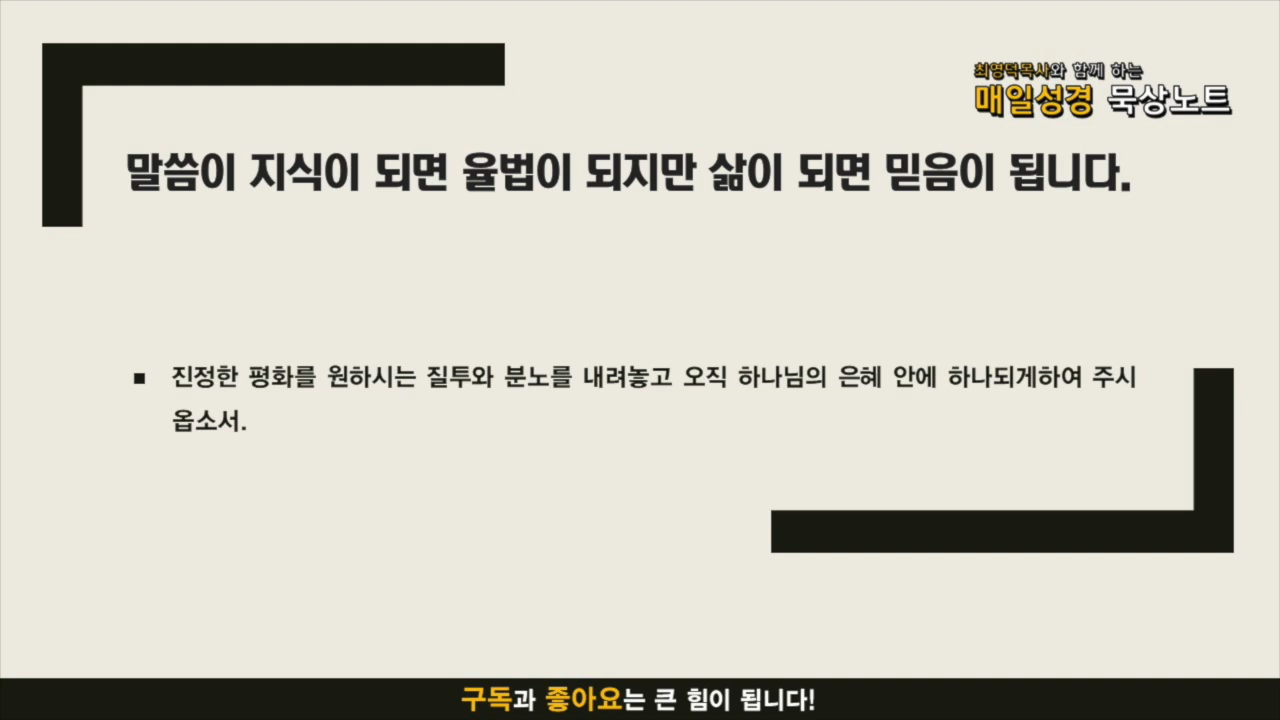 최영덕목사와 함께 하는
매일성경 묵상노트
말씀이 지식이 되면 율법이 되지만 삶이 되면 믿음이 됩니다.
■ 진정한 평화를 원하시는 질투와 분노를 내려놓고 오직 하나님의 은혜 안에 하나되게하여 주시
옵소서.
구독과 좋아요는 큰 힘이 됩니다!